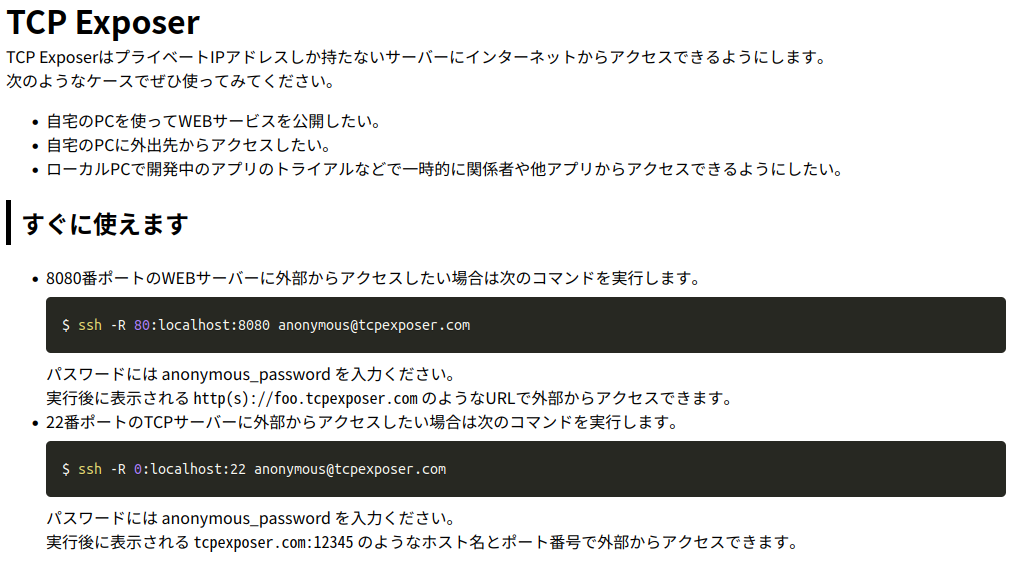 TCP Exposer
TCP ExposerはプライベートIPアドレスしか持たないサーバーにインターネットからアクセスできるようにします。
次のようなケースでぜひ使ってみてください。
• 自宅のPCを使ってWEBサービスを公開したい。
• 自宅のPCに外出先からアクセスしたい。
• ローカルPCで開発中のアプリのトライアルなどで一時的に関係者や他アプリからアクセスできるようにしたい。
すぐに使えます
• 8080番ポートのWEBサーバーに外部からアクセスしたい場合は次のコマンドを実行します。
$ ssh -R 80:localhost:8080 anonymous@tcpexposer.com
パスワードには anonymous_password を入力ください。
実行後に表示される http(s)://foo.tcpexposer.com のようなURLで外部からアクセスできます。
• 22番ポートのTCPサーバーに外部からアクセスしたい場合は次のコマンドを実行します。
$ ssh -R 0:localhost:22 anonymous@tcpexposer.com
パスワードには anonymous_password を入力ください。
実行後に表示される tcpexposer.com:12345 のようなホスト名とポート番号で外部からアクセスできます。